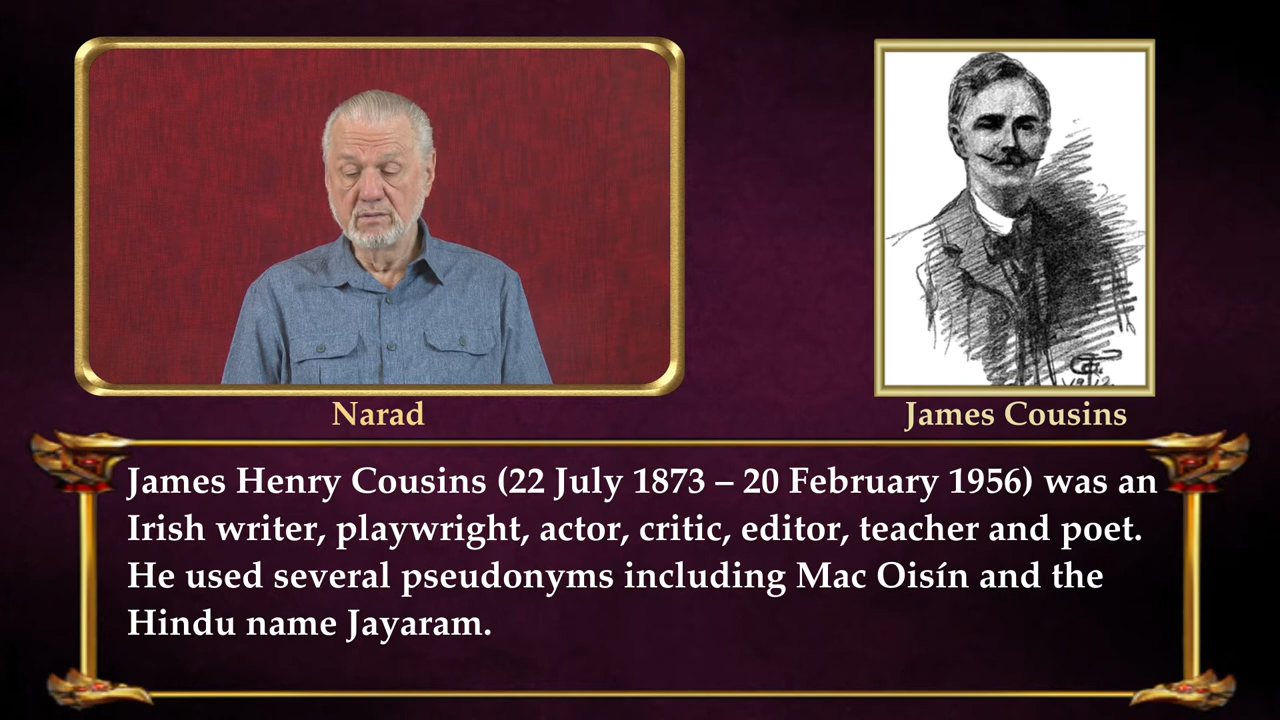 Narad
James Cousins
James Henry Cousins (22 July 1873 – 20 February 1956) was an
Irish writer, playwright, actor, critic, editor, teacher and poet.
He used several pseudonyms including Mac Oisín and the
Hindu name Jayaram.